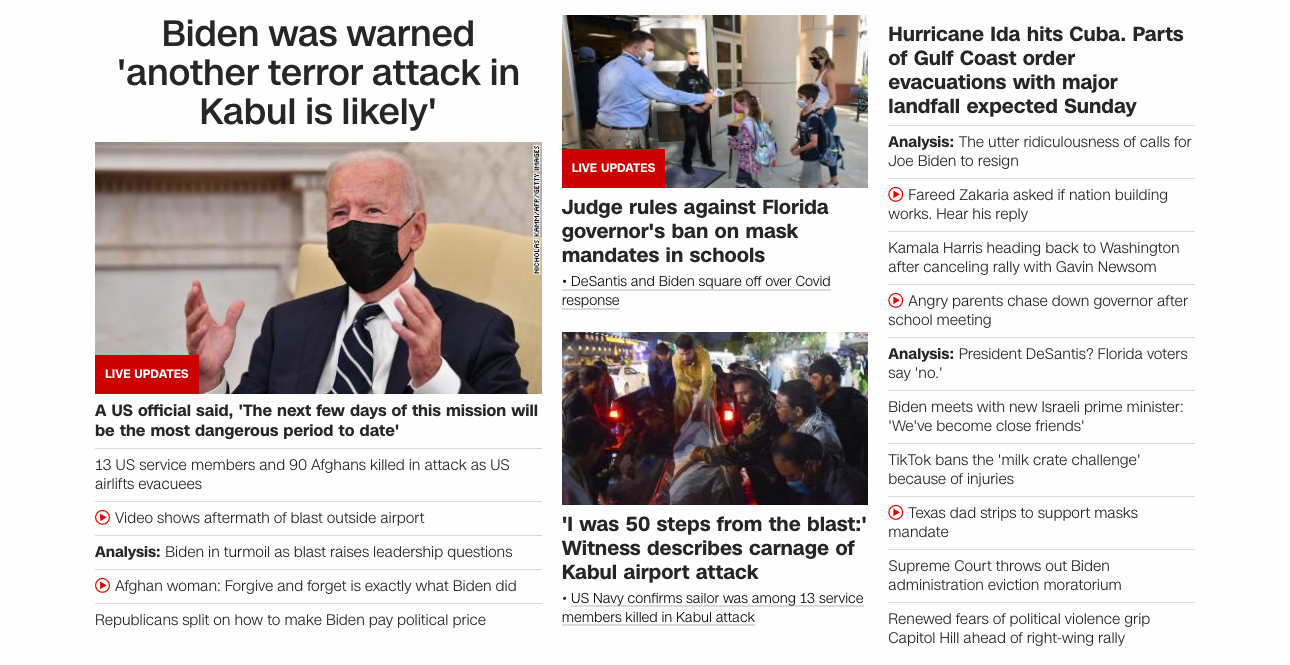 Biden was warned
'another terror attack in
Kabul is likely'
NICHOLAS KAMM/AFP/GETTY IMAGES
LIVE UPDATES
A US official said, 'The next few days of this mission will
be the most dangerous period to date'
13 US service members and 90 Afghans killed in attack as US
airlifts evacuees
Video shows aftermath of blast outside airport
Analysis: Biden in turmoil as blast raises leadership questions
Afghan woman: Forgive and forget is exactly what Biden did
Republicans split on how to make Biden pay political price
LIVE UPDATES
Judge rules against Florida
governor's ban on mask
mandates in schools
• DeSantis and Biden square off over Covid
response
'I was 50 steps from the blast:'
Witness describes carnage of
Kabul airport attack
• US Navy confirms sailor was among 13 service
members killed in Kabul attack
Hurricane Ida hits Cuba. Parts
of Gulf Coast order
evacuations with major
landfall expected Sunday
Analysis: The utter ridiculousness of calls for
Joe Biden to resign
Fareed Zakaria asked if nation building
works. Hear his reply
Kamala Harris heading back to Washington
after canceling rally with Gavin Newsom
Angry parents chase down governor after
school meeting
Analysis: President DeSantis? Florida voters
say 'no.'
Biden meets with new Israeli prime minister:
'We've become close friends'
TikTok bans the 'milk crate challenge'
because of injuries
Texas dad strips to support masks
mandate
Supreme Court throws out Biden
administration eviction moratorium
Renewed fears of political violence grip
Capitol Hill ahead of right-wing rally